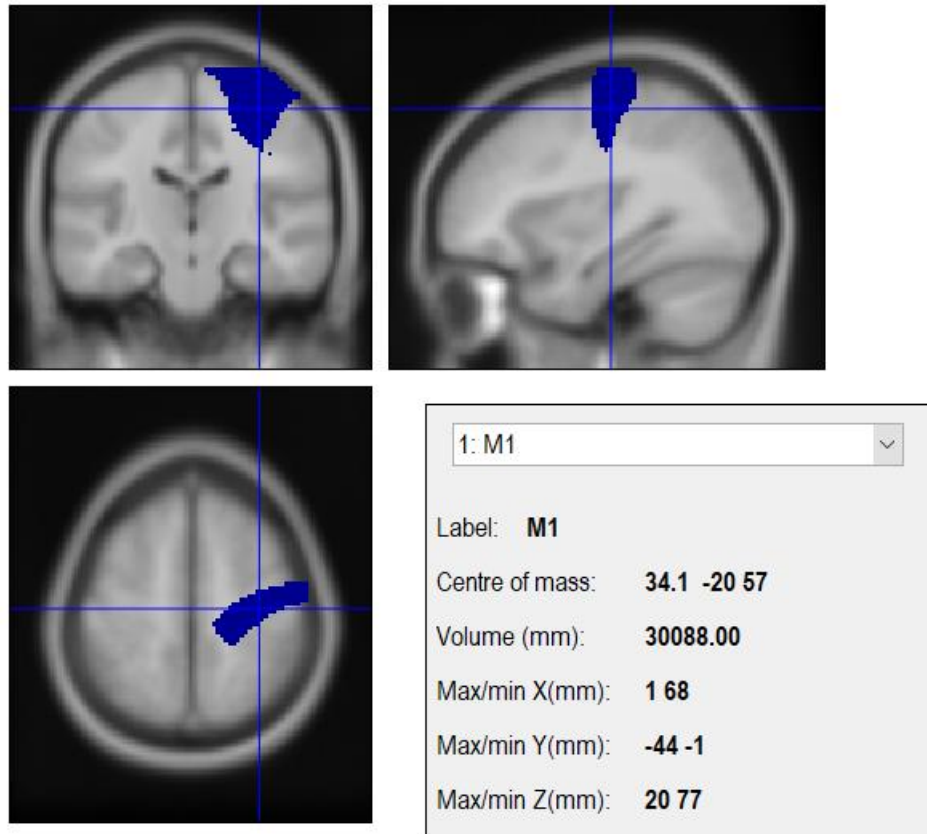 1: M1
Label: M1
Centre of mass: 34.1 -20 57
Volume (mm): 30088.00
Max/min X(mm): 1 68
Max/min Y(mm): -44 -1
Max/min Z(mm): 20 77